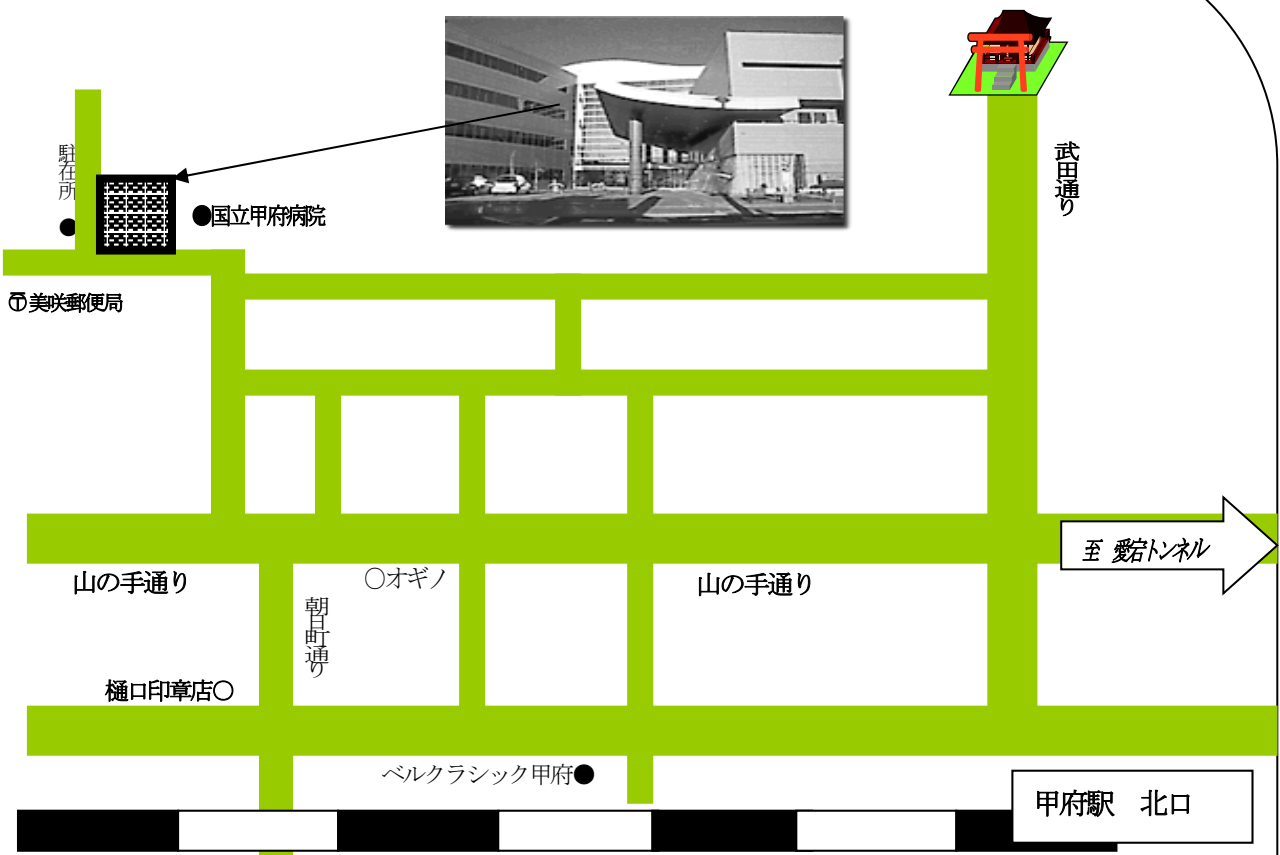 武田通り
駐在所
●
●国立甲府病院
〒美咲郵便局
至 愛宕トンネル
山の手通り
○オギノ
山の手通り
朝日町通り
樋口印章店○
ベルクラシック甲府●
甲府駅 北口